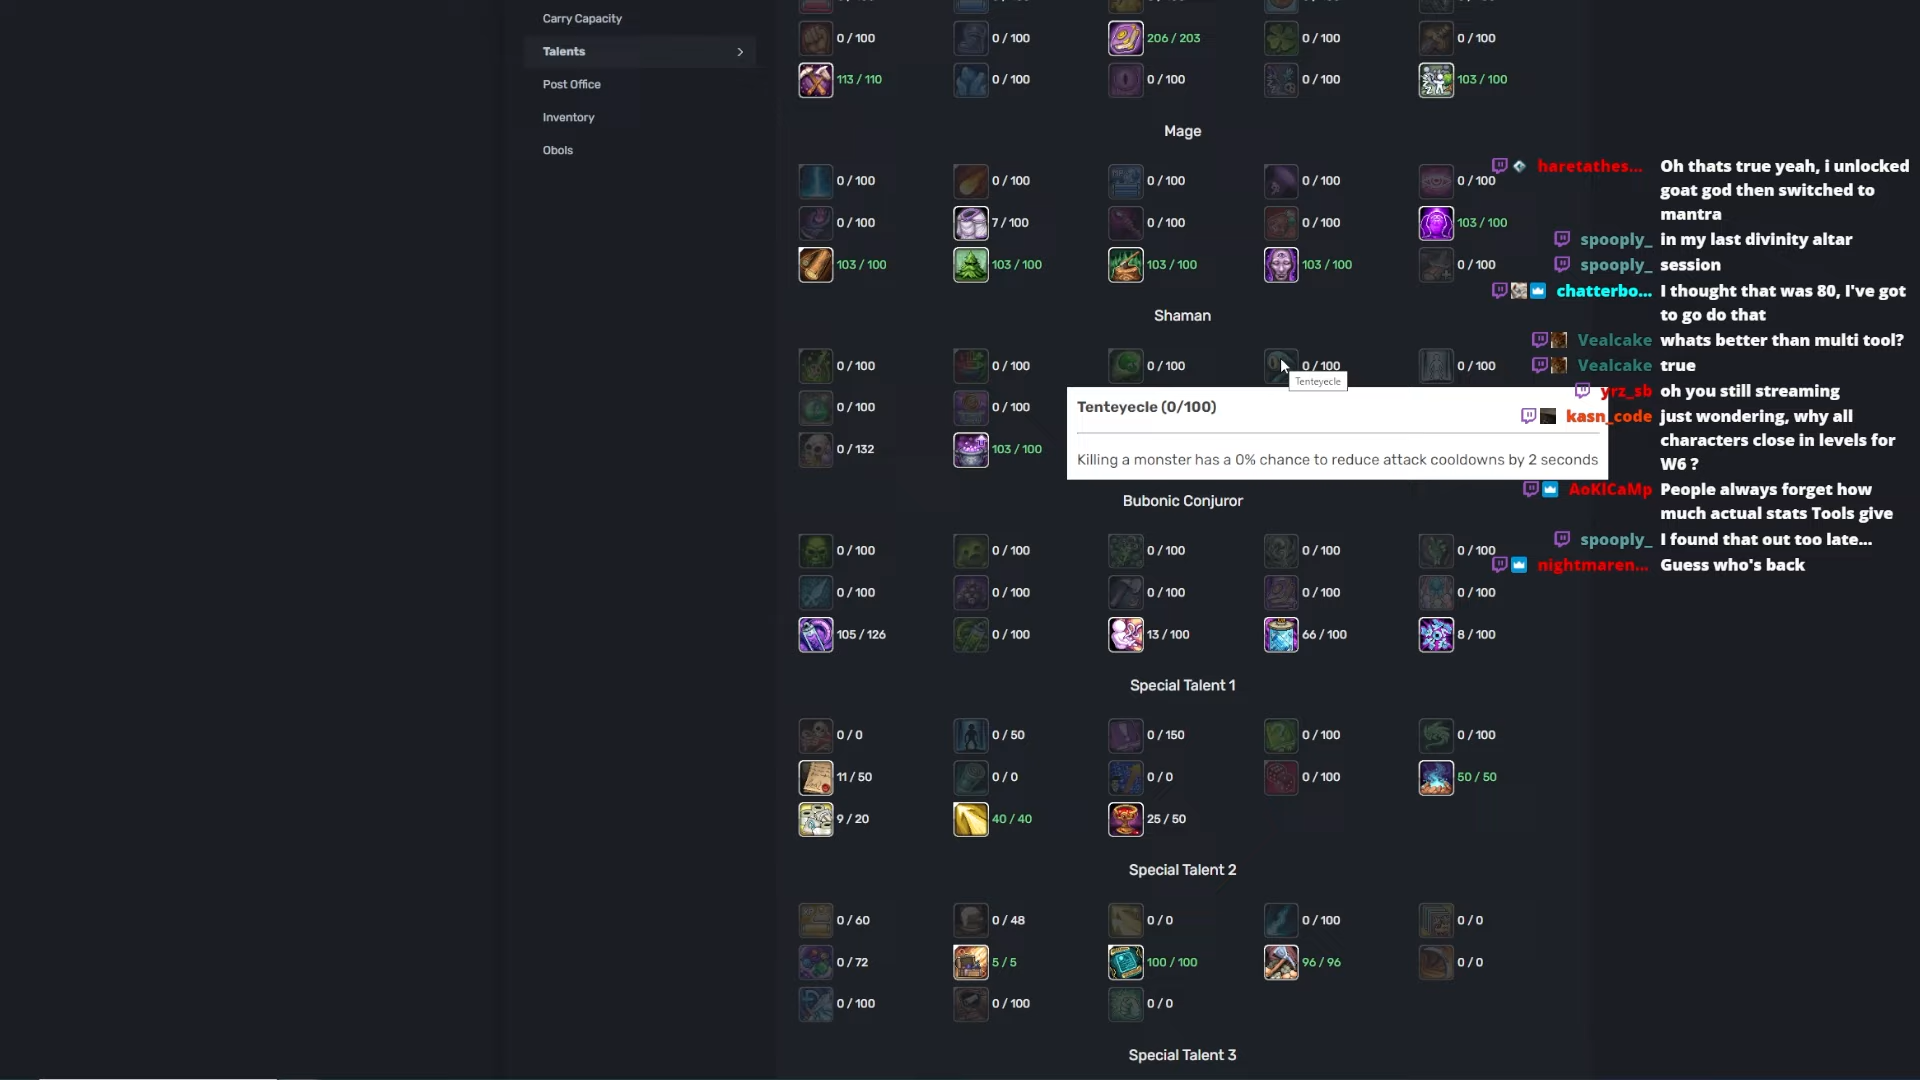 Carry Capacity
Talents
Post Office
Inventory
Obols
0 / 100 0 / 100 206 / 203 0 / 100 0 / 100
113 / 110 0 / 100 0 / 100 0 / 100 103 / 100
Mage
0 / 100 0 / 100 0 / 100 0 / 100 0 / 100
0 / 100 7 / 100 0 / 100 0 / 100 103 / 100
103 / 100 103 / 100 103 / 100 103 / 100 0 / 100
Shaman
0 / 100 0 / 100 0 / 100 0 / 100 0 / 100
Tenteyecle
0 / 100 0 / 100
0 / 132 103 / 100
Tenteyecle (0/100)
Killing a monster has a 0% chance to reduce attack cooldowns by 2 seconds
Bubonic Conjuror
0 / 100 0 / 100 0 / 100 0 / 100 0 / 100
0 / 100 0 / 100 0 / 100 0 / 100 0 / 100
105 / 126 0 / 100 13 / 100 66 / 100 8 / 100
Special Talent 1
0 / 0 0 / 50 0 / 150 0 / 100 0 / 100
11 / 50 0 / 0 0 / 0 0 / 100 50 / 50
9 / 20 40 / 40 25 / 50
Special Talent 2
0 / 60 0 / 48 0 / 0 0 / 100 0 / 0
0 / 72 5 / 5 100 / 100 96 / 96 0 / 0
0 / 100 0 / 100 0 / 0
Special Talent 3
haretathes... Oh thats true yeah, i unlocked
goat god then switched to
mantra
spooply_ in my last divinity altar
spooply_ session
chatterbo... I thought that was 80, I've got
to go do that
Vealcake whats better than multi tool?
Vealcake true
yrz_sb oh you still streaming
kasn_code just wondering, why all
characters close in levels for
W6 ?
AoKiCaMp People always forget how
much actual stats Tools give
spooply_ I found that out too late...
nightmaren... Guess who's back